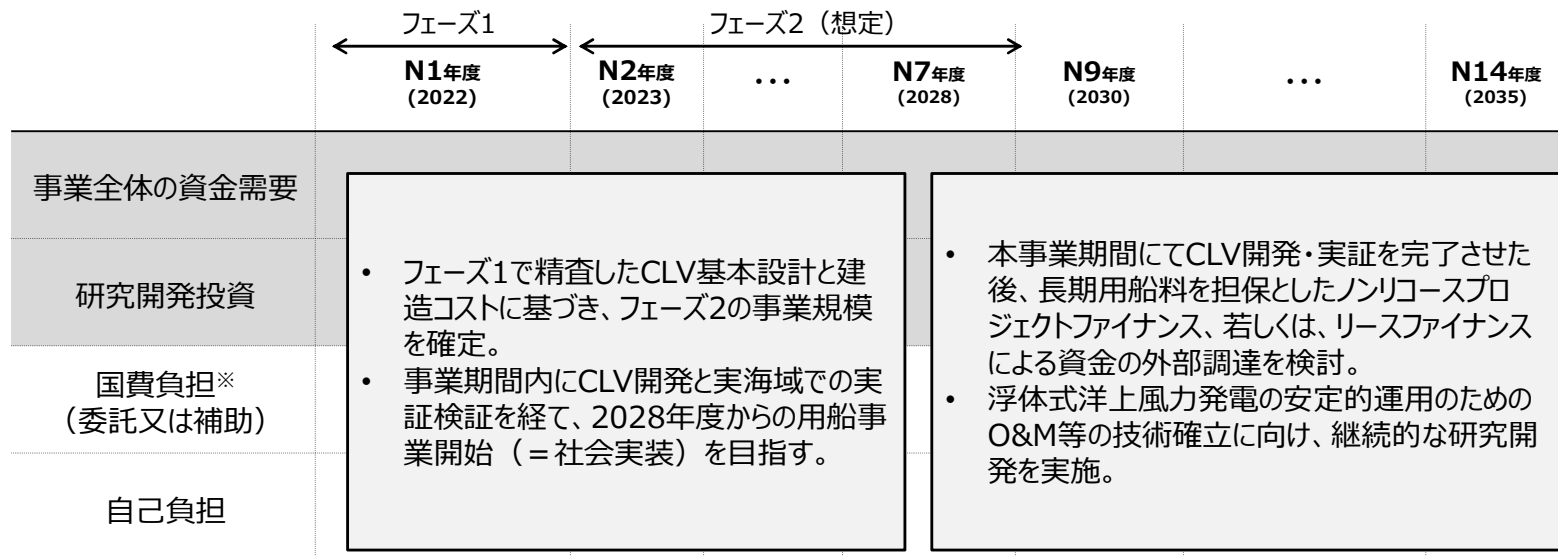 フェーズ1
フェーズ2（想定）
N1年度
(2022)
N2年度
(2023)
・・・
N7年度
(2028)
N9年度
(2030)
・・・
N14年度
(2035)
事業全体の資金需要
研究開発投資
国費負担※
（委託又は補助）
自己負担
• フェーズ1で精査したCLV基本設計と建
造コストに基づき、フェーズ2の事業規模
を確定。
• 事業期間内にCLV開発と実海域での実
証検証を経て、2028年度からの用船事
業開始（＝社会実装）を目指す。
• 本事業期間にてCLV開発・実証を完了させた
後、長期用船料を担保としたノンリコースプロ
ジェクトファイナンス、若しくは、リースファイナンス
による資金の外部調達を検討。
• 浮体式洋上風力発電の安定的運用のための
O&M等の技術確立に向け、継続的な研究開
発を実施。